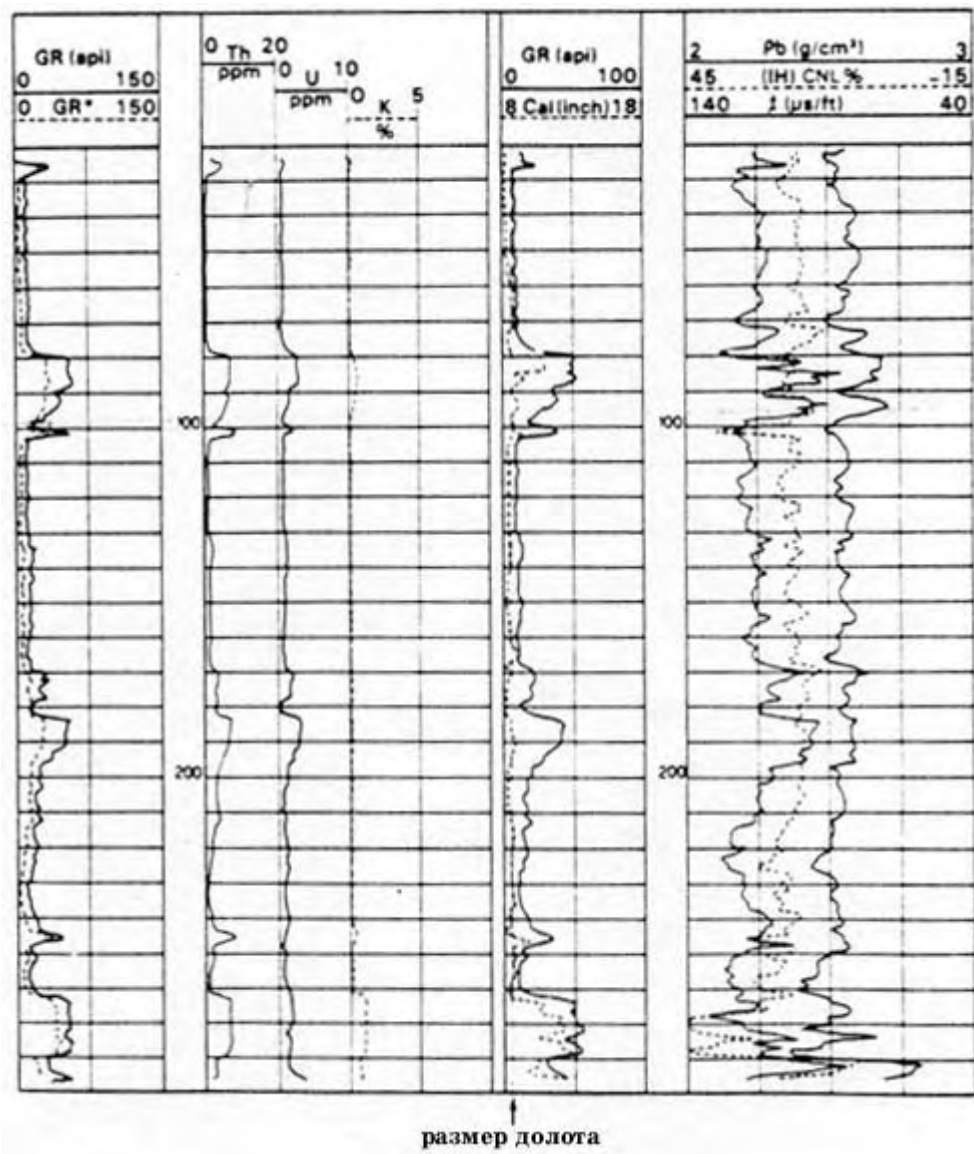 GR (api)
0 150
0 GR* 150
0 Th 20
ppm
0 U 10
ppm
0 K 5
%
GR (api)
0 100
8 Cal (inch) 18
2 ρb (g/cm³) 3
45 (IH) CNL % -15
140 (μs/ft) 40
100 100
200 200
размер долота